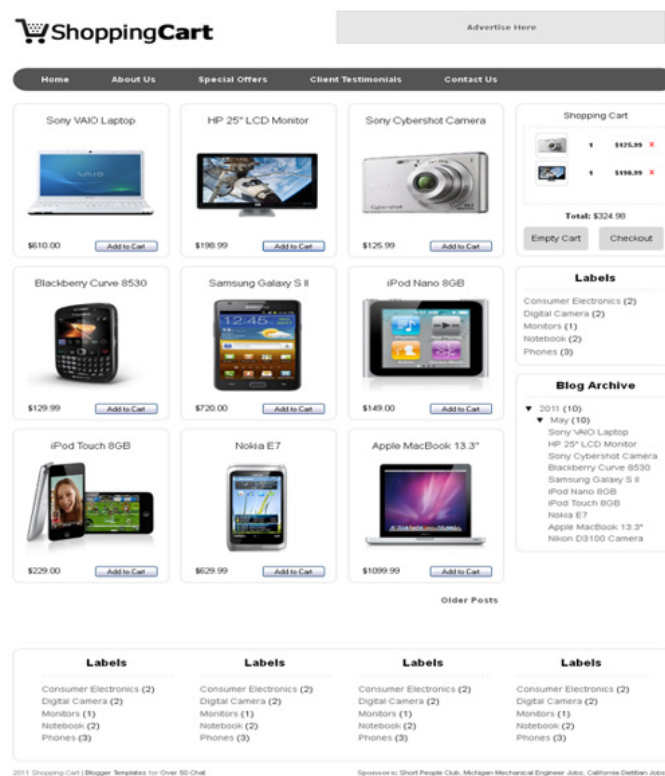 ShoppingCart
Advertise Here
Home About Us Special Offers Client Testimonials Contact Us
Sony VAIO Laptop
$610.00 Add to Cart
HP 25" LCD Monitor
$198.99 Add to Cart
Sony Cybershot Camera
$125.99 Add to Cart
Blackberry Curve 8530
$129.99 Add to Cart
Samsung Galaxy S II
12:45
$720.00 Add to Cart
iPod Nano 8GB
$149.00 Add to Cart
iPod Touch 8GB
$229.00 Add to Cart
Nokia E7
$629.99 Add to Cart
Apple MacBook 13.3"
$1099.99 Add to Cart
Older Posts
Shopping Cart
1 $125.99 X
1 $198.99 X
Total: $324.98
Empty Cart Checkout
Labels
Consumer Electronics (2)
Digital Camera (2)
Monitors (1)
Notebook (2)
Phones (3)
Blog Archive
▼ 2011 (10)
▼ May (10)
Sony VAIO Laptop
HP 25" LCD Monitor
Sony Cybershot Camera
Blackberry Curve 8530
Samsung Galaxy S II
iPod Nano 8GB
iPod Touch 8GB
Nokia E7
Apple MacBook 13.3"
Nikon D3100 Camera
Labels
Consumer Electronics (2)
Digital Camera (2)
Monitors (1)
Notebook (2)
Phones (3)
Labels
Consumer Electronics (2)
Digital Camera (2)
Monitors (1)
Notebook (2)
Phones (3)
Labels
Consumer Electronics (2)
Digital Camera (2)
Monitors (1)
Notebook (2)
Phones (3)
Labels
Consumer Electronics (2)
Digital Camera (2)
Monitors (1)
Notebook (2)
Phones (3)
2011 Shopping Cart | Blogger Templates for Over 50 Chat
Sponsors: Short People Club, Michigan Mechanical Engineer Jobs, California Dietitian Jobs